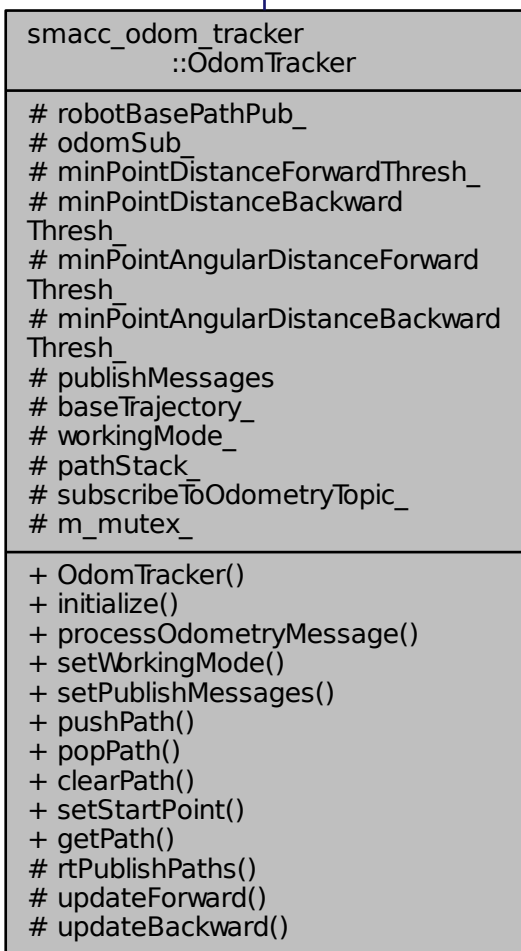 smacc_odom_tracker
::OdomTracker
# robotBasePathPub_
# odomSub_
# minPointDistanceForwardThresh_
# minPointDistanceBackward
Thresh_
# minPointAngularDistanceForward
Thresh_
# minPointAngularDistanceBackward
Thresh_
# publishMessages
# baseTrajectory_
# workingMode_
# pathStack_
# subscribeToOdometryTopic_
# m_mutex_
+ OdomTracker()
+ initialize()
+ processOdometryMessage()
+ setWorkingMode()
+ setPublishMessages()
+ pushPath()
+ popPath()
+ clearPath()
+ setStartPoint()
+ getPath()
# rtPublishPaths()
# updateForward()
# updateBackward()